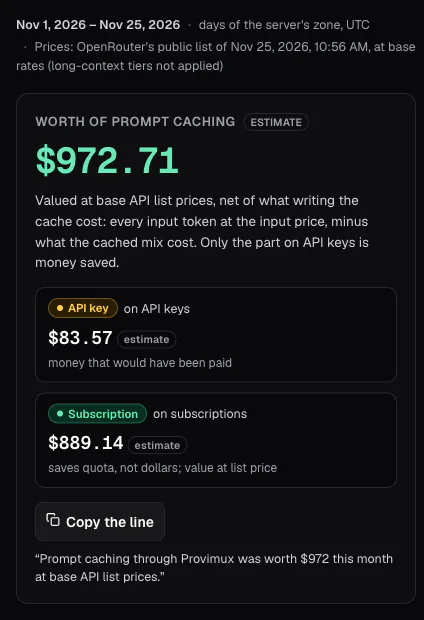 Nov 1, 2026 – Nov 25, 2026 · days of the server's zone, UTC
· Prices: OpenRouter's public list of Nov 25, 2026, 10:56 AM, at base
rates (long-context tiers not applied)
WORTH OF PROMPT CACHING ESTIMATE
$972.71
Valued at base API list prices, net of what writing the
cache cost: every input token at the input price, minus
what the cached mix cost. Only the part on API keys is
money saved.
API key on API keys
$83.57 estimate
money that would have been paid
Subscription on subscriptions
$889.14 estimate
saves quota, not dollars; value at list price
Copy the line
“Prompt caching through Provimux was worth $972 this month
at base API list prices.”